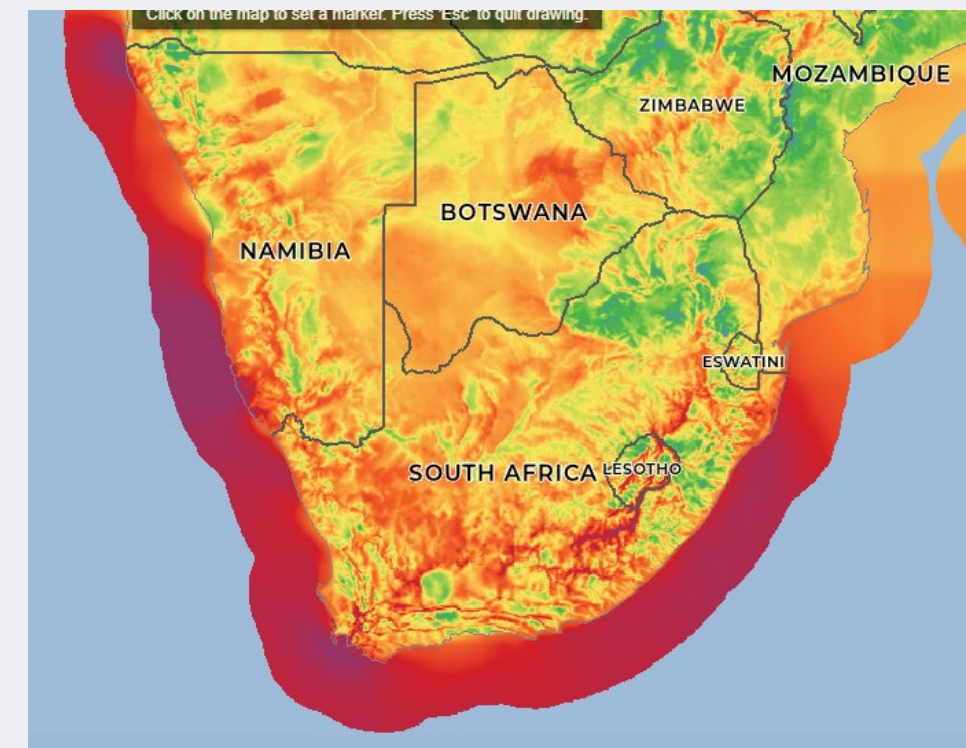 Click on the map to set a marker. Press 'Esc' to quit drawing.
MOZAMBIQUE
ZIMBABWE
BOTSWANA
NAMIBIA
ESWATINI
SOUTH AFRICA
LESOTHO